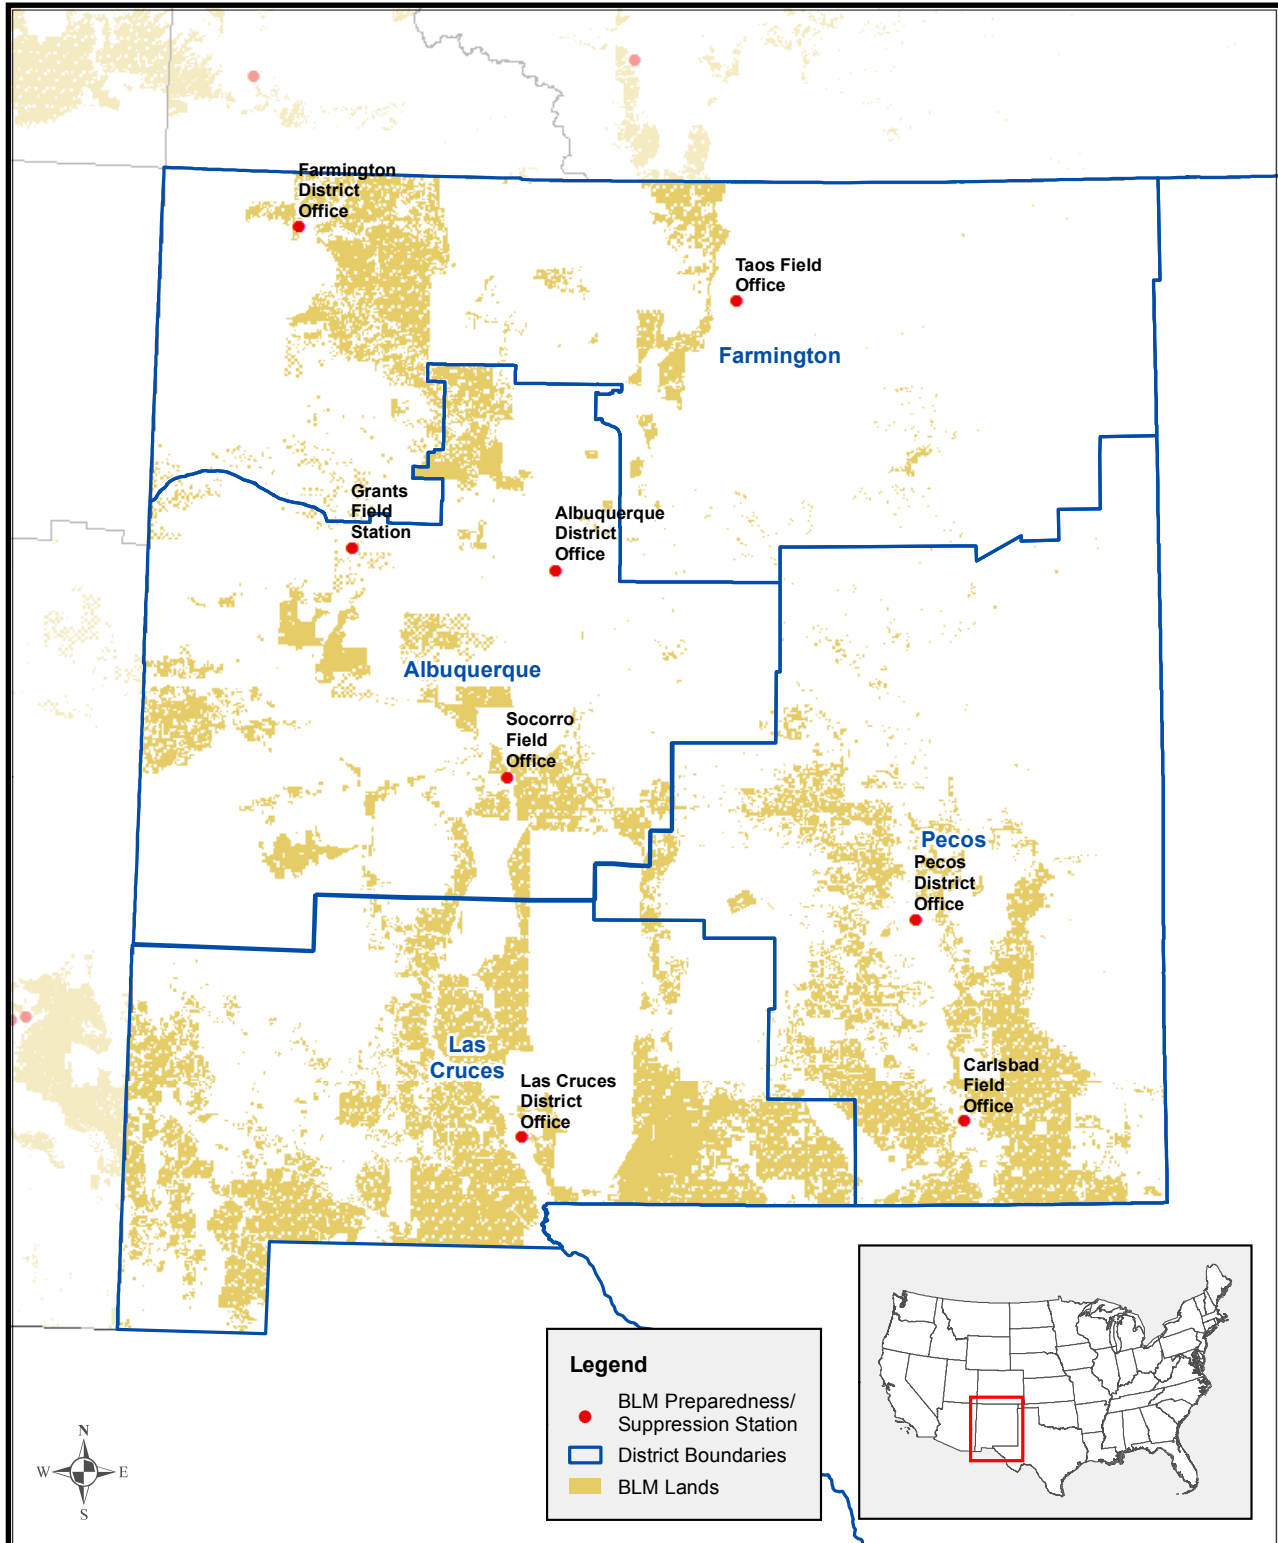 Farmington
District
Office
Taos Field
Office
Farmington
Grants
Field
Station
Albuquerque
District
Office
Albuquerque
Socorro
Field
Office
Pecos
Pecos
District
Office
Las
Cruces
Las Cruces
District
Office
Carlsbad
Field
Office
Legend
BLM Preparedness/
Suppression Station
District Boundaries
BLM Lands
N
W E
S